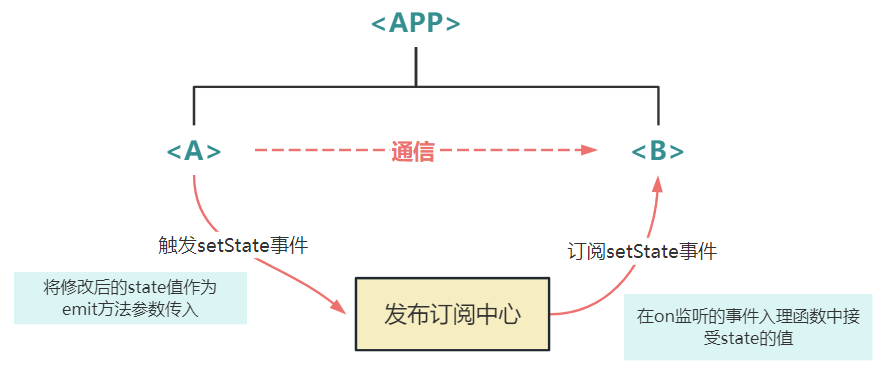 <APP>
<A>
通信
<B>
触发setState事件
订阅setState事件
将修改后的state值作为
emit方法参数传入
发布订阅中心
在on监听的事件入理函数中接
受state的值